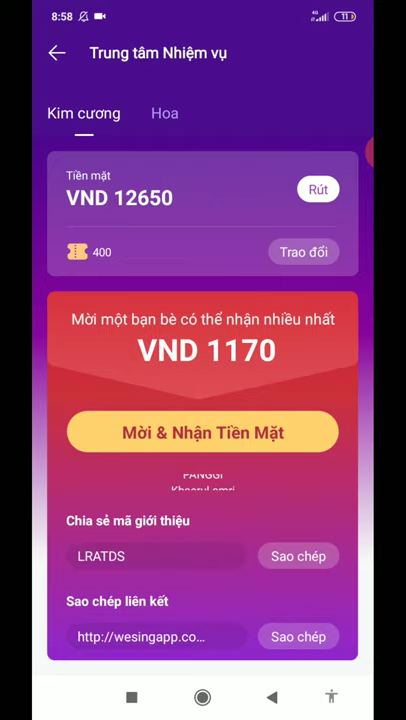 8:58
4G
11
Trung tâm Nhiệm vụ
Kim cương
Hoa
Tiền mặt
VND 12650
Rút
400
Trao đổi
Mời một bạn bè có thể nhận nhiều nhất
VND 1170
Mời & Nhận Tiền Mặt
PANGGI
Chia sẻ mã giới thiệu
LRATDS
Sao chép
Sao chép liên kết
http://wesingapp.co...
Sao chép